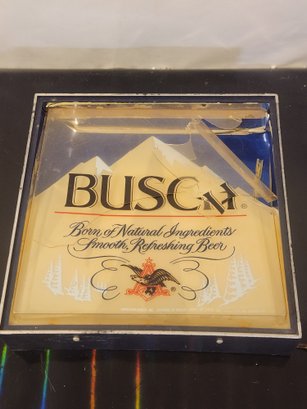 BUSCH®
Born of Natural Ingredients
Smooth, Refreshing Beer
A
®